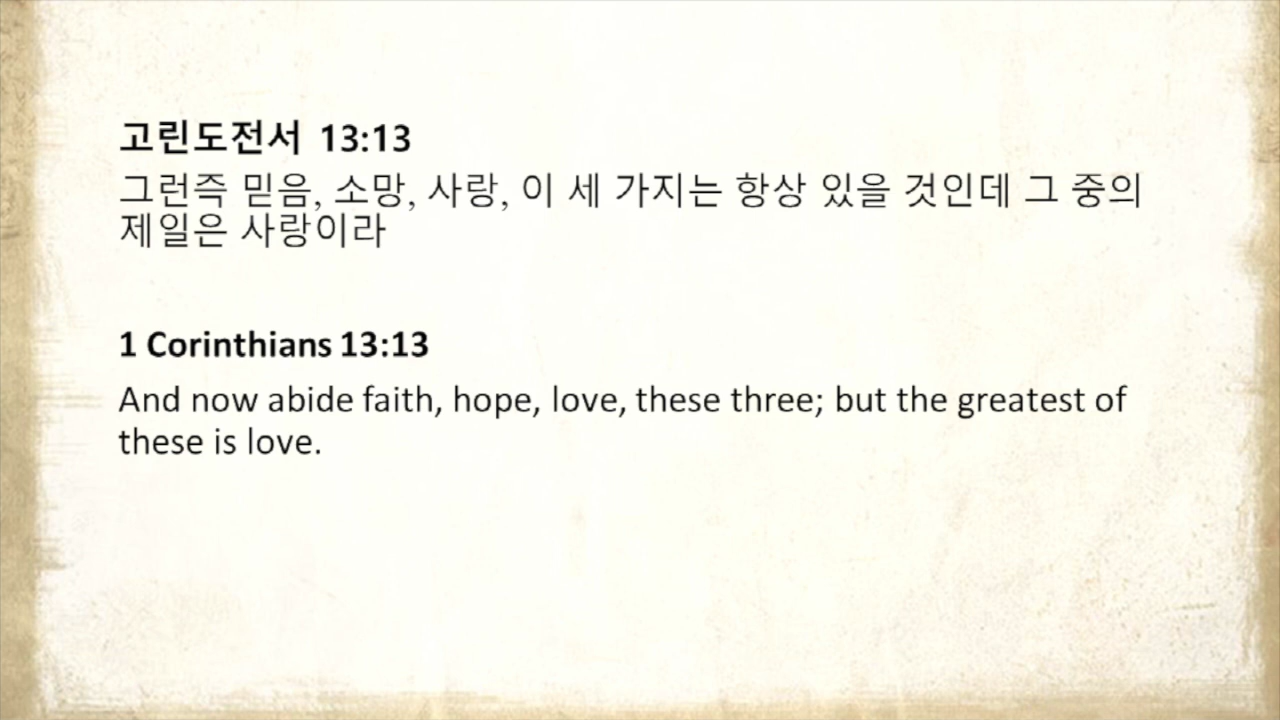 고린도전서 13:13
그런즉 믿음, 소망, 사랑, 이 세 가지는 항상 있을 것인데 그 중의
제일은 사랑이라
1 Corinthians 13:13
And now abide faith, hope, love, these three; but the greatest of
these is love.